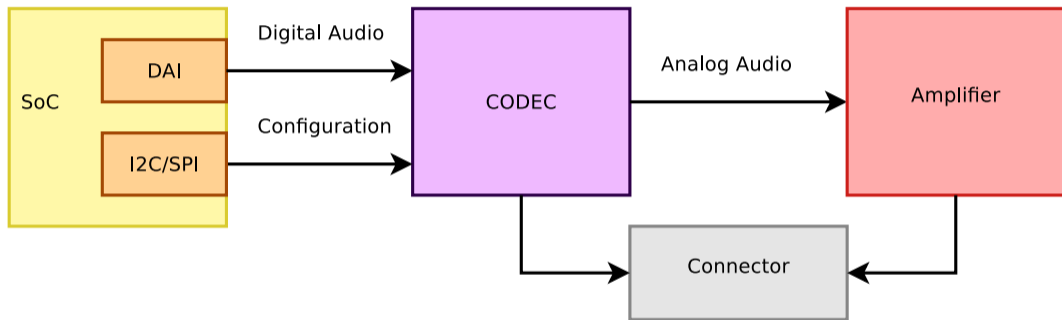 Digital Audio
DAI
Analog Audio
SoC
CODEC
Amplifier
Configuration
I2C/SPI
Connector